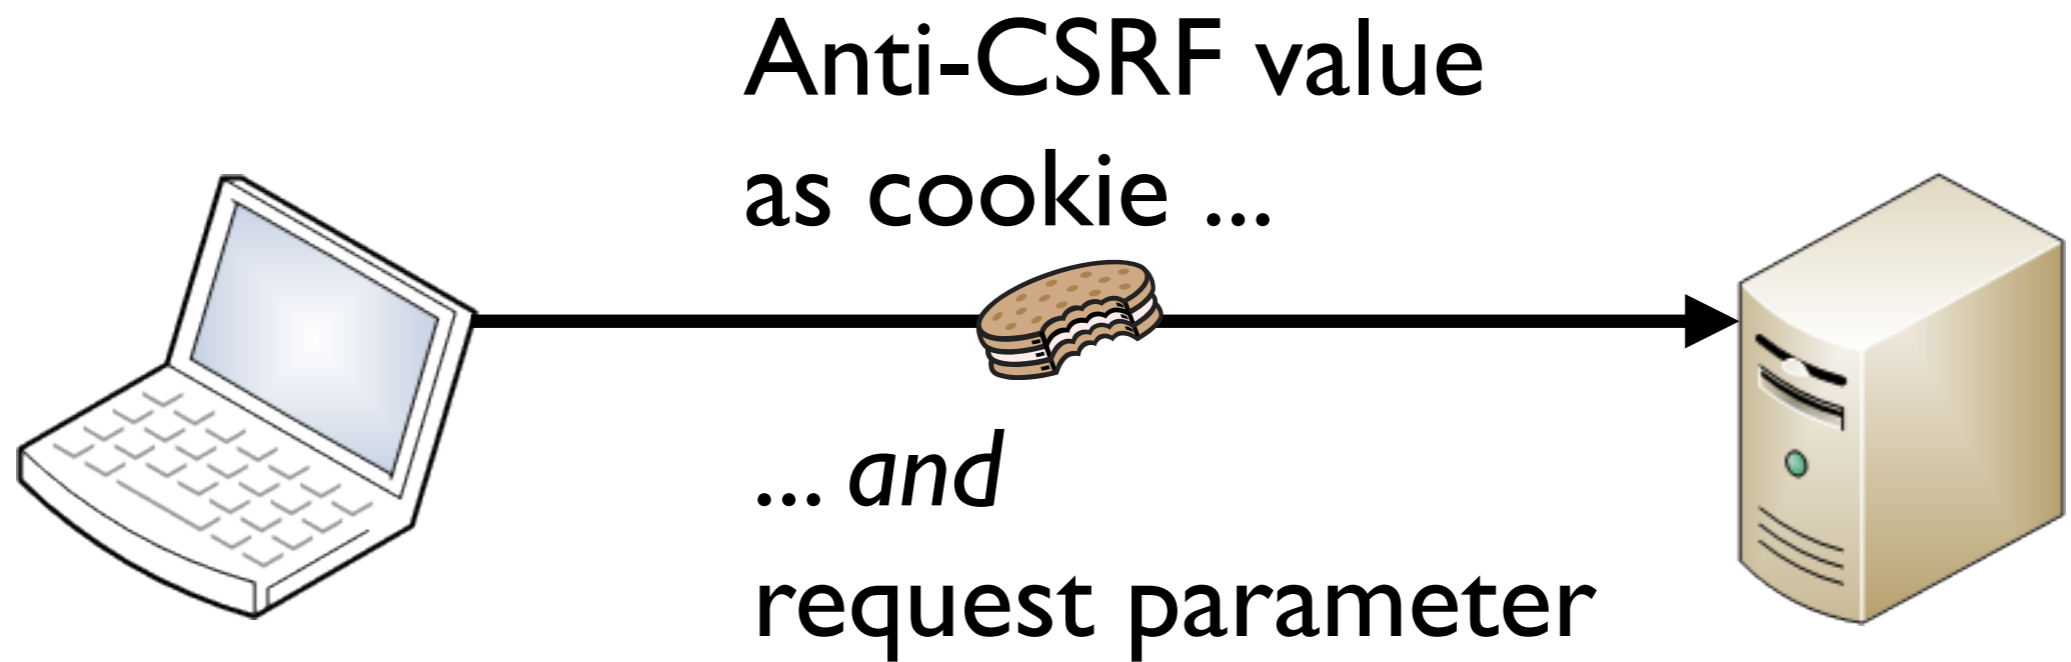 Anti-CSRF value
as cookie ...
... and
request parameter